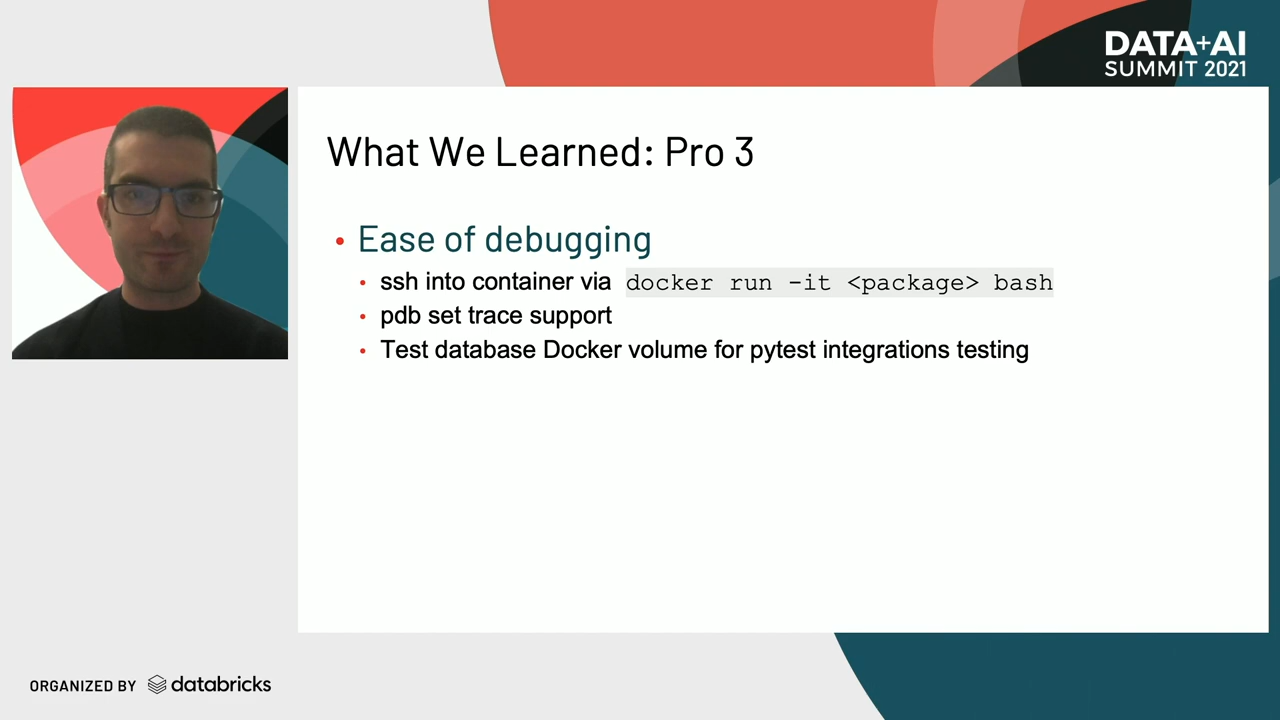 DATA+AI
SUMMIT 2021
What We Learned: Pro 3
• Ease of debugging
• ssh into container via docker run -it <package> bash
• pdb set trace support
• Test database Docker volume for pytest integrations testing
ORGANIZED BY databricks